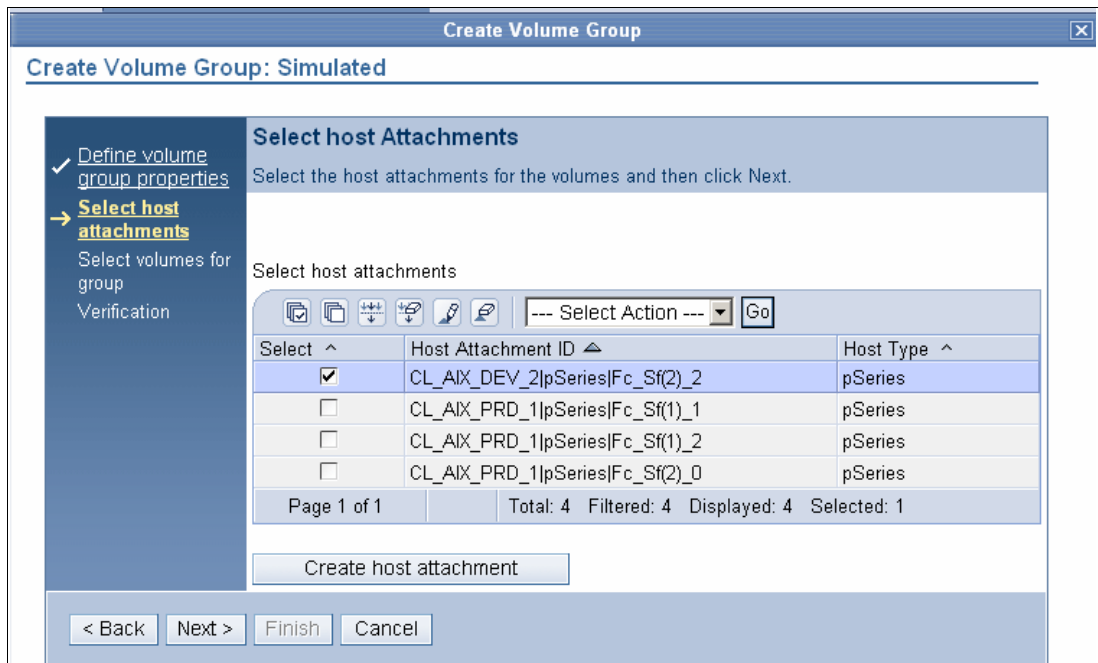 Create Volume Group
Create Volume Group: Simulated
Define volume
group properties
Select host
attachments
Select volumes for
group
Verification
Select host Attachments
Select the host attachments for the volumes and then click Next.
Select host attachments
--- Select Action --- Go
Select Host Attachment ID Host Type
CL_AIX_DEV_2|pSeries|Fc_Sf(2)_2 pSeries
CL_AIX_PRD_1|pSeries|Fc_Sf(1)_1 pSeries
CL_AIX_PRD_1|pSeries|Fc_Sf(1)_2 pSeries
CL_AIX_PRD_1|pSeries|Fc_Sf(2)_0 pSeries
Page 1 of 1 Total: 4 Filtered: 4 Displayed: 4 Selected: 1
Create host attachment
< Back Next > Finish Cancel